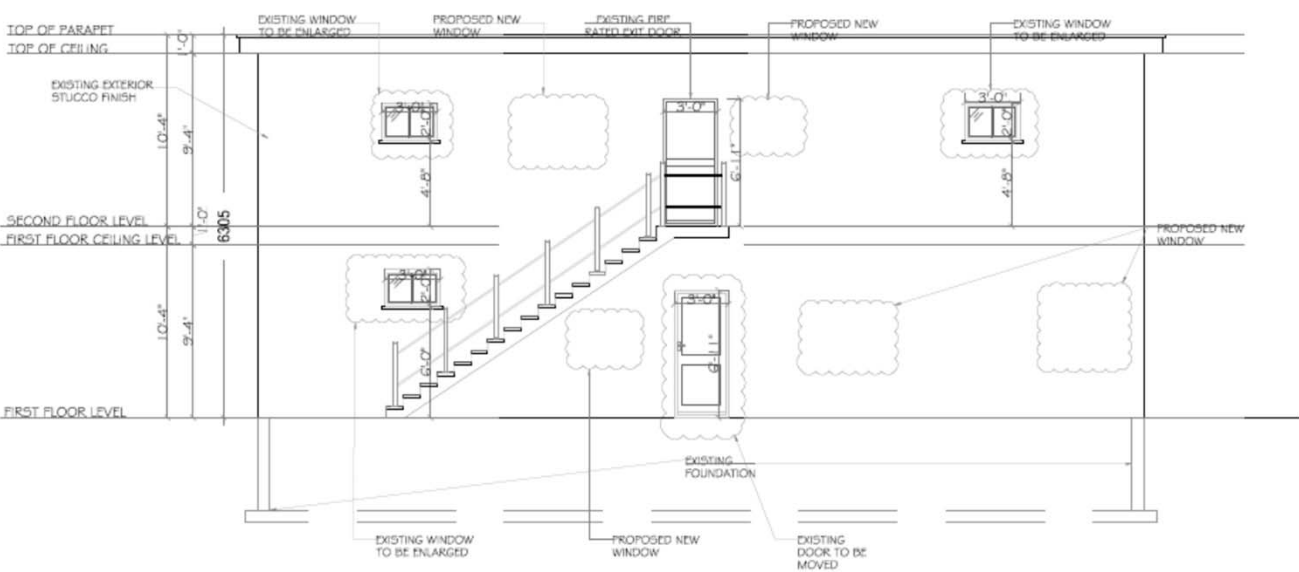 EXISTING WINDOW
TO BE ENLARGED
PROPOSED NEW
WINDOW
EXISTING FIRE
RATED EXIT DOOR
PROPOSED NEW
WINDOW
EXISTING WINDOW
TO BE ENLARGED
TOP OF PARAPET
TOP OF CEILING
1'-0"
EXISTING EXTERIOR
STUCCO FINISH
3'-0"
3'-0"
3'-0"
2'-0"
2'-0"
10'-4"
9'-4"
6'-11"
4'-8"
4'-8"
SECOND FLOOR LEVEL
1'-0"
6305
FIRST FLOOR CEILING LEVEL
PROPOSED NEW
WINDOW
3'-0"
2'-0"
3'-0"
10'-4"
9'-4"
6'-0"
6'-11"
FIRST FLOOR LEVEL
EXISTING
FOUNDATION
EXISTING WINDOW
TO BE ENLARGED
PROPOSED NEW
WINDOW
EXISTING
DOOR TO BE
MOVED